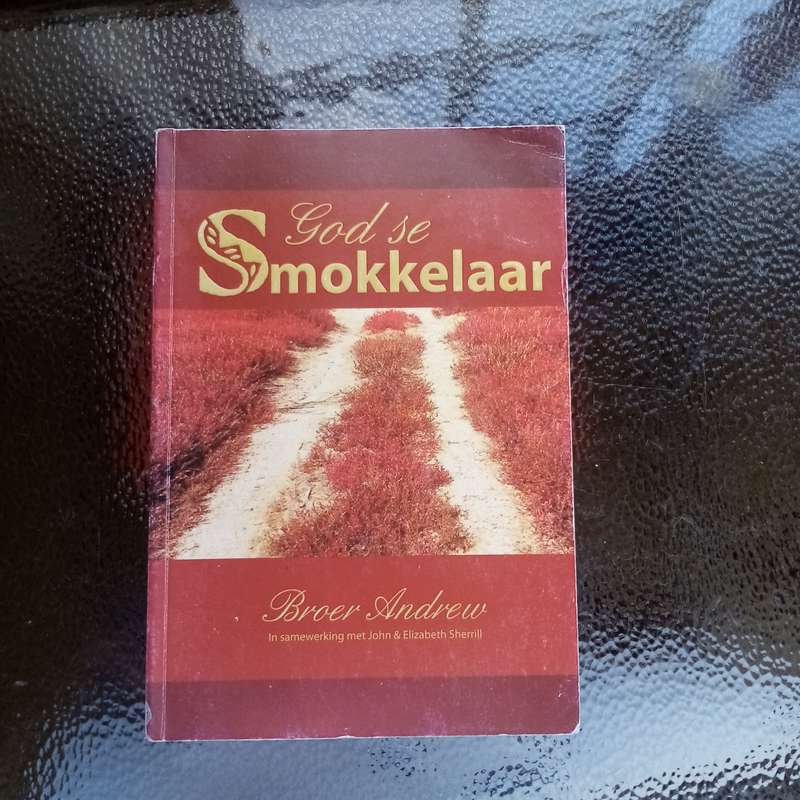 God se
Smokkelaar
Broer Andrew
In samewerking met John & Elizabeth Sherrill